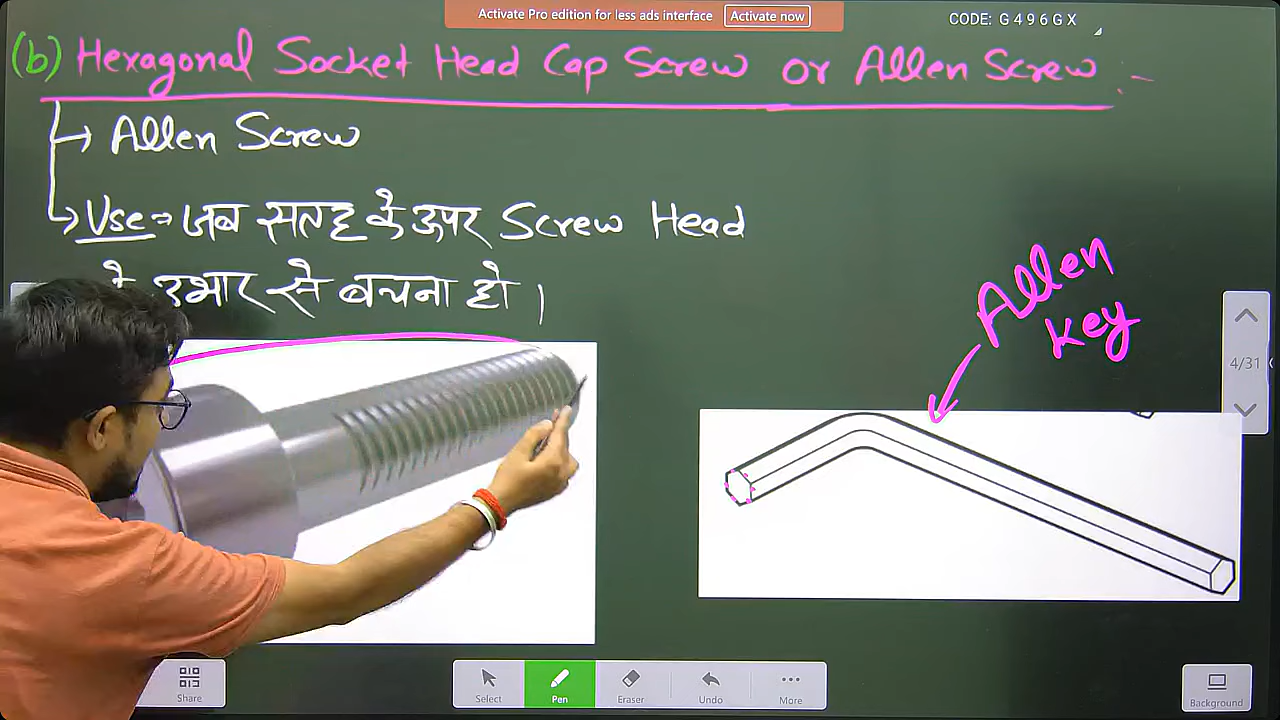 Activate Pro edition for less ads interface Activate now
CODE: G 4 9 6 G X
(b) Hexagonal Socket Head Cap Screw or Allen Screw :-
→ Allen Screw
→ Use ⇒ जब सतह के ऊपर Screw Head
के उभार से बचना हो ।
Allen
key
4/31
Share
Select
Pen
Eraser
Undo
More
Background